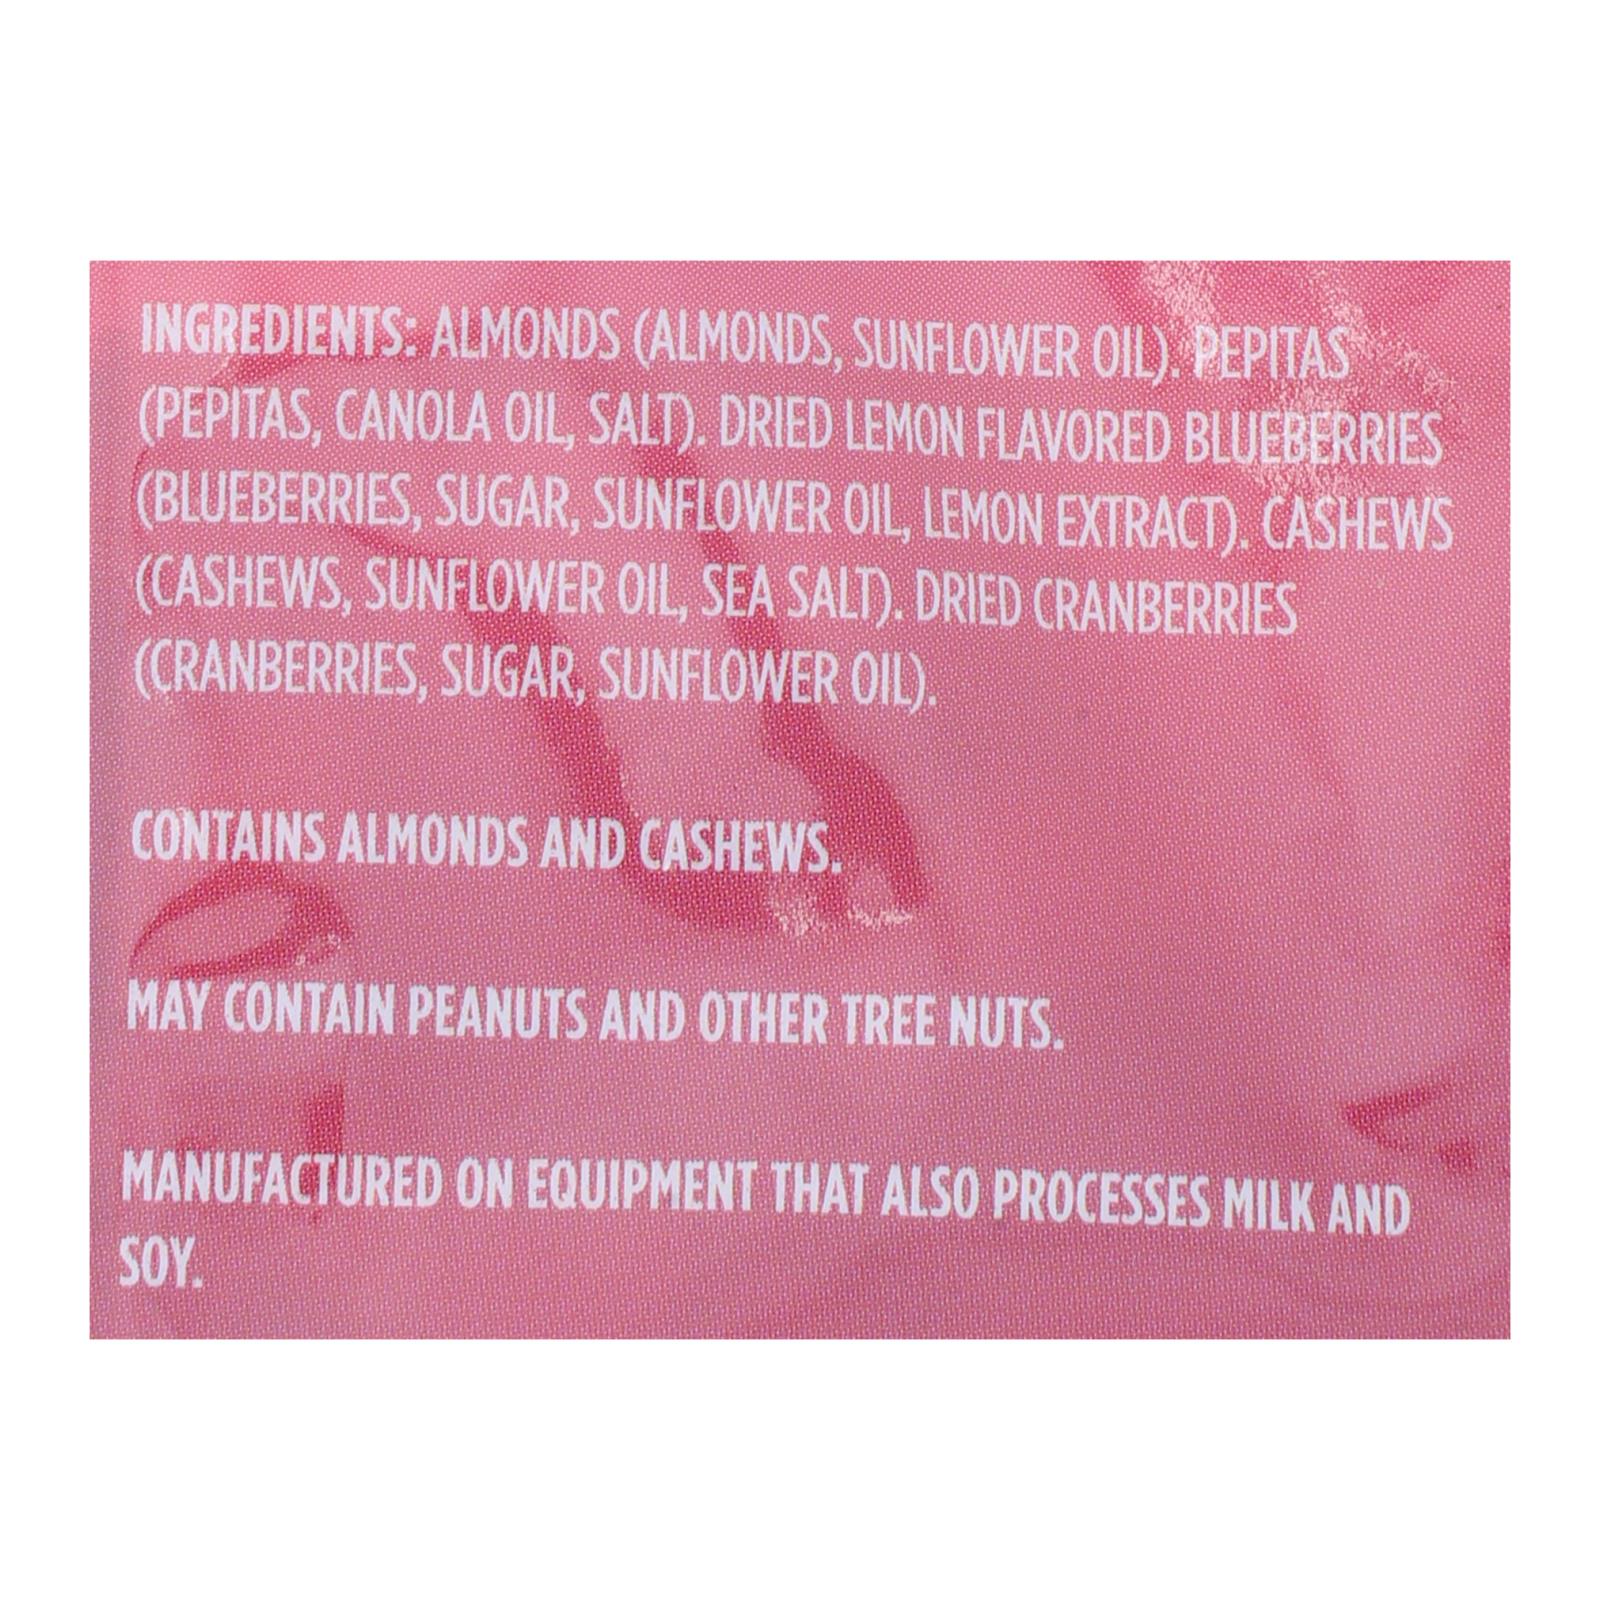 INGREDIENTS: ALMONDS (ALMONDS, SUNFLOWER OIL). PEPITAS
(PEPITAS, CANOLA OIL, SALT). DRIED LEMON FLAVORED BLUEBERRIES
(BLUEBERRIES, SUGAR, SUNFLOWER OIL, LEMON EXTRACT). CASHEWS
(CASHEWS, SUNFLOWER OIL, SEA SALT). DRIED CRANBERRIES
(CRANBERRIES, SUGAR, SUNFLOWER OIL).
CONTAINS ALMONDS AND CASHEWS.
MAY CONTAIN PEANUTS AND OTHER TREE NUTS.
MANUFACTURED ON EQUIPMENT THAT ALSO PROCESSES MILK AND
SOY.